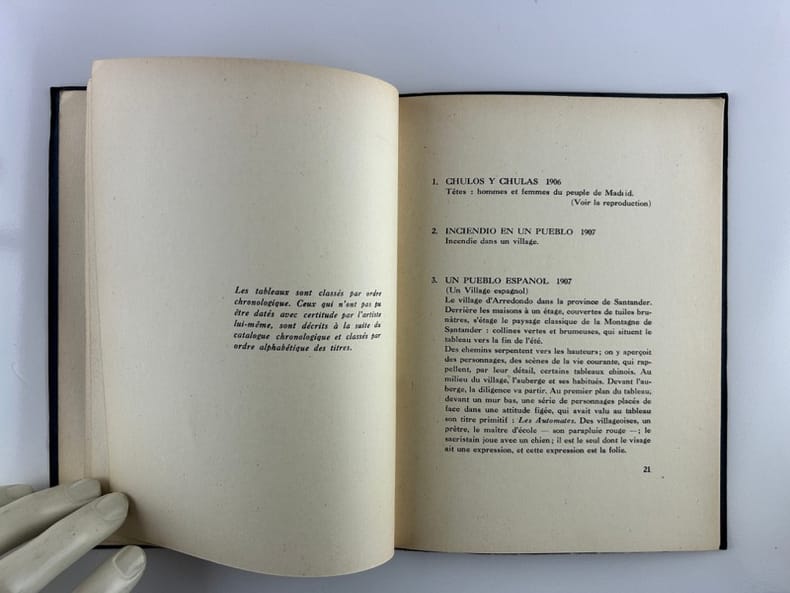 Les tableaux sont classés par ordre
chronologique. Ceux qui n'ont pas pu
être datés avec certitude par l'artiste
lui-même, sont décrits à la suite du
catalogue chronologique et classés par
ordre alphabétique des titres.
1. CHULOS Y CHULAS 1906
Têtes : hommes et femmes du peuple de Madrid.
(Voir la reproduction)
2. INCIENDIO EN UN PUEBLO 1907
Incendie dans un village.
3. UN PUEBLO ESPANOL 1907
(Un Village espagnol)
Le village d'Arredondo dans la province de Santander.
Derrière les maisons à un étage, couvertes de tuiles bru-
nâtres, s'étage le paysage classique de la Montagne de
Santander : collines vertes et brumeuses, qui situent le
tableau vers la fin de l'été.
Des chemins serpentent vers les hauteurs; on y aperçoit
des personnages, des scènes de la vie courante, qui rap-
pellent, par leur détail, certains tableaux chinois. Au
milieu du village, l'auberge et ses habitués. Devant l'au-
berge, la diligence va partir. Au premier plan du tableau,
devant un mur bas, une série de personnages placés de
face dans une attitude figée, qui avait valu au tableau
son titre primitif : Les Automates. Des villageoises, un
prêtre, le maître d'école — son parapluie rouge — ; le
sacristain joue avec un chien; il est le seul dont le visage
ait une expression, et cette expression est la folie.
21